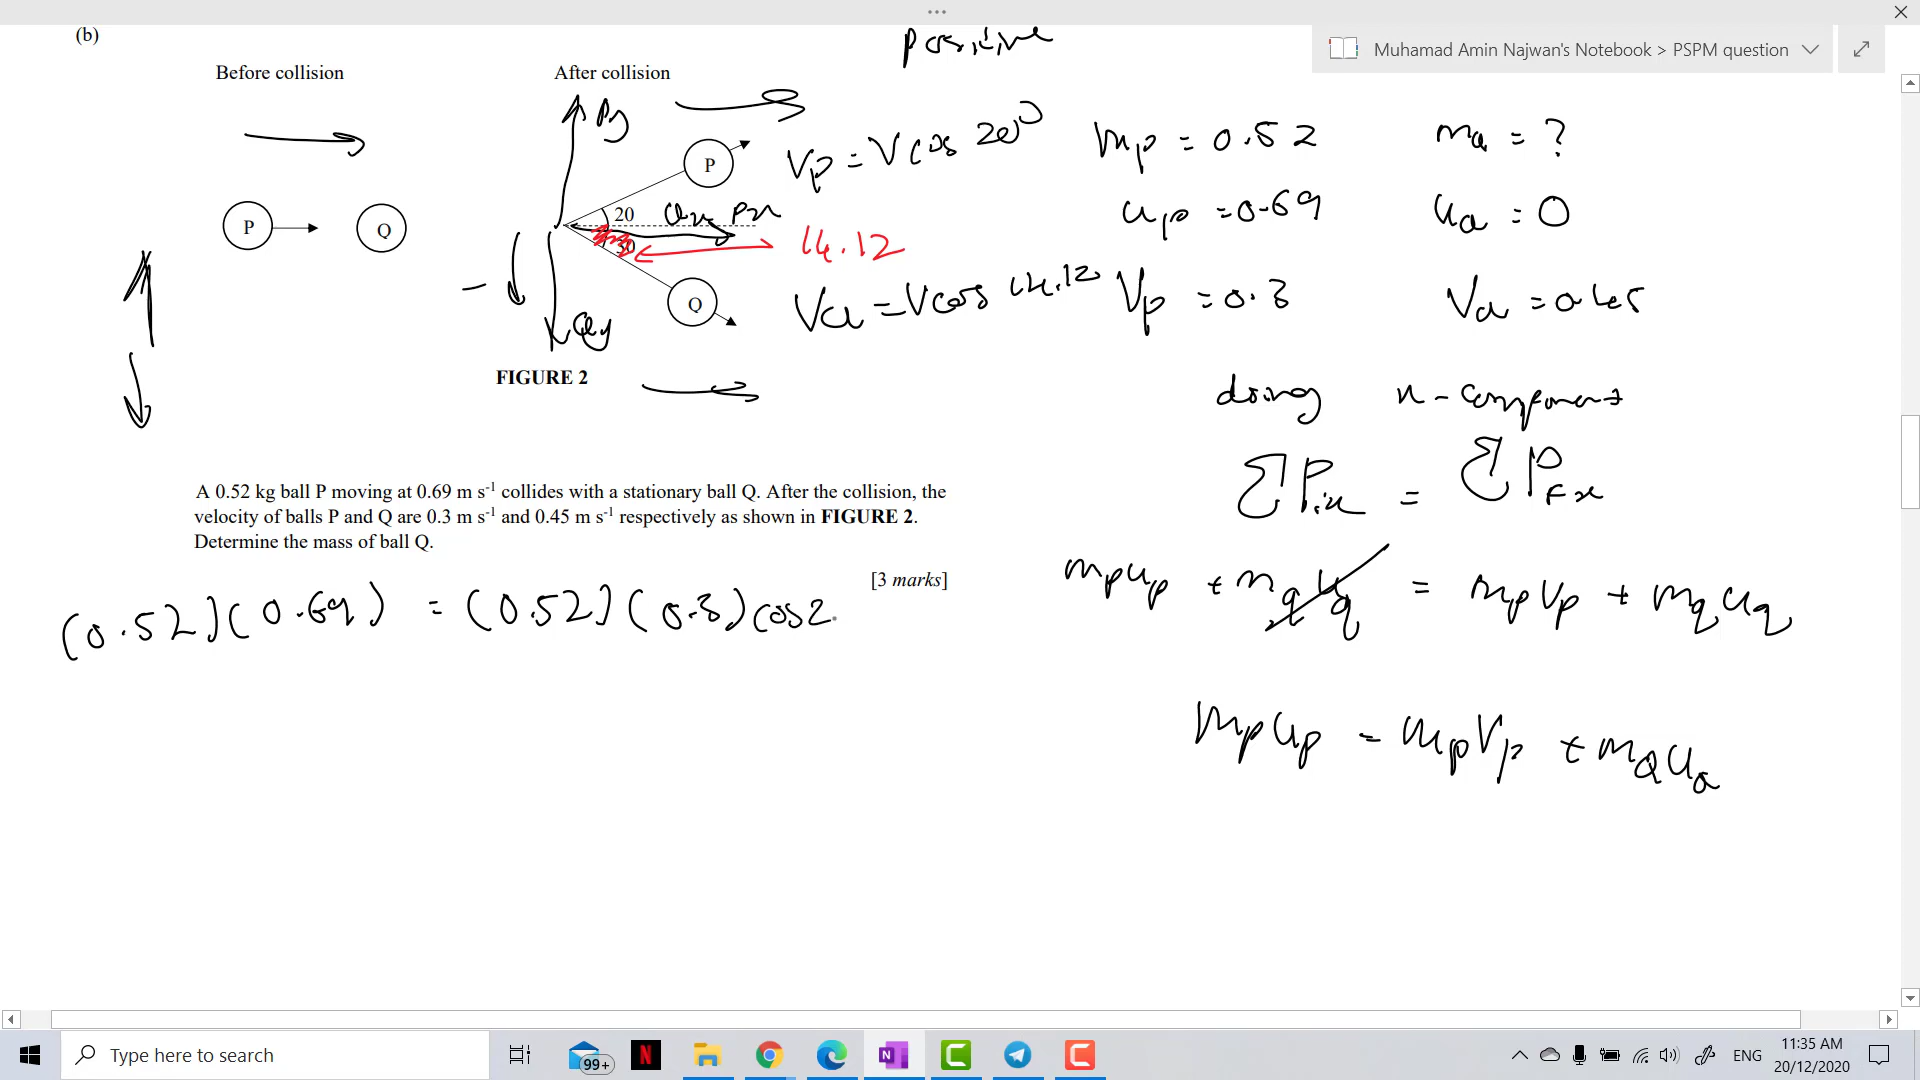 (b)
positive
Muhamad Amin Najwan's Notebook > PSPM question
Before collision
After collision
Py
P
Vp = V cos 20°
mp = 0.52
mQ = ?
P
Q
20
Qx Px
30
14.12
up = 0.69
uQ = 0
Q
Qy
VQ = V cos 14.12
Vp = 0.3
VQ = 0.45
FIGURE 2
doing x - component
ΣPix = ΣPFx
A 0.52 kg ball P moving at 0.69 m s-1 collides with a stationary ball Q. After the collision, the
velocity of balls P and Q are 0.3 m s-1 and 0.45 m s-1 respectively as shown in FIGURE 2.
Determine the mass of ball Q.
[3 marks]
mpup + mquq = mpvp + mquq
(0.52)(0.69) = (0.52)(0.3) cos 2
mpup = mpVp + mQuQ
Type here to search
99+
N
ENG
11:35 AM
20/12/2020